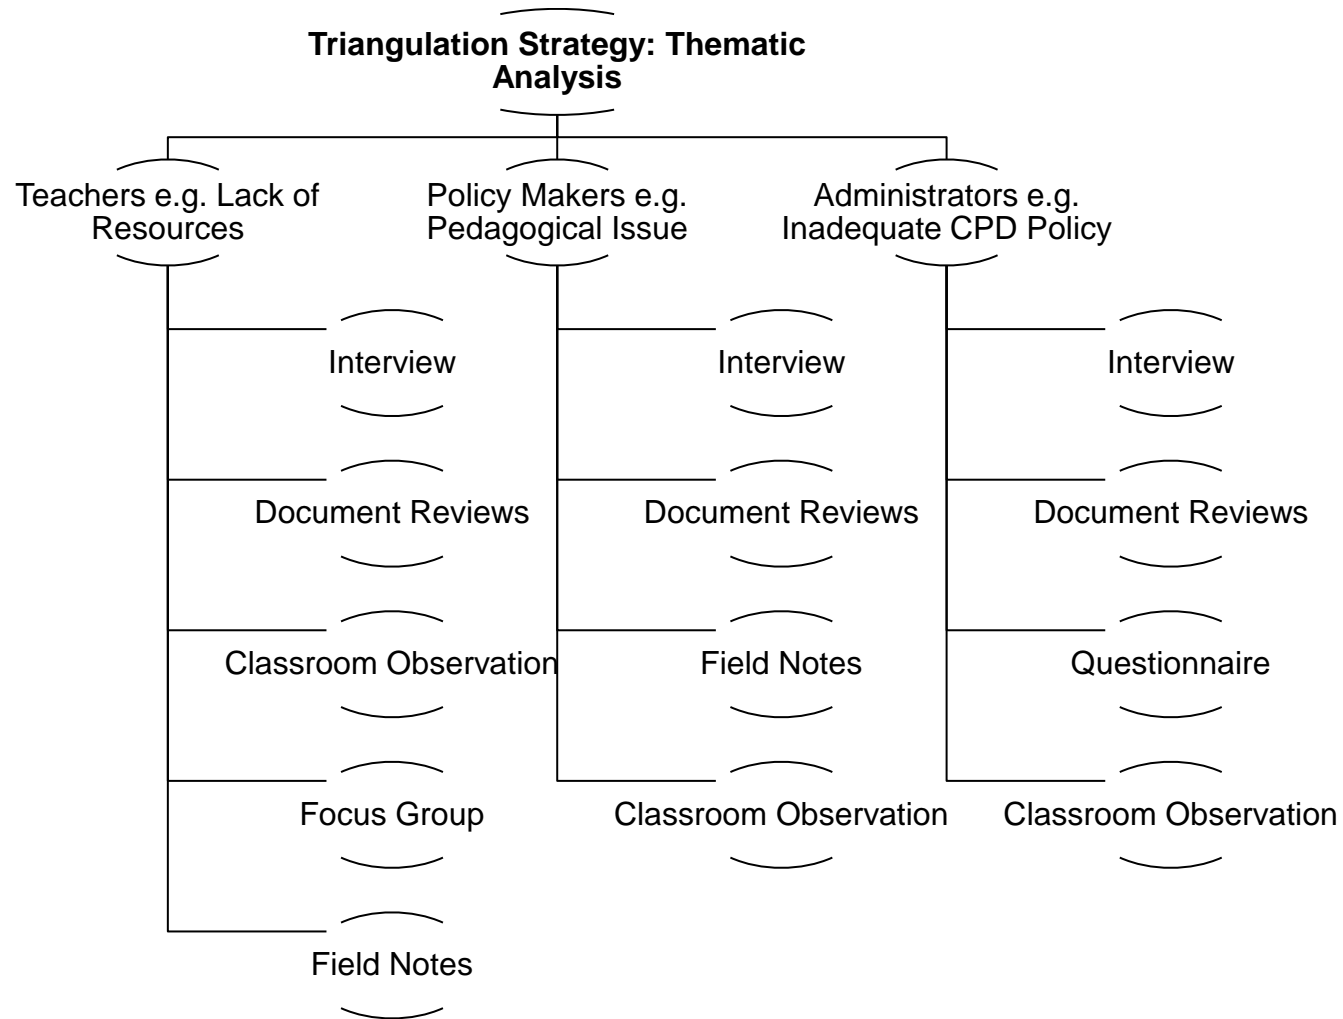 Triangulation Strategy: Thematic
Analysis
Teachers e.g. Lack of
Resources
Policy Makers e.g.
Pedagogical Issue
Administrators e.g.
Inadequate CPD Policy
Interview
Document Reviews
Classroom Observation
Focus Group
Field Notes
Interview
Document Reviews
Field Notes
Classroom Observation
Interview
Document Reviews
Questionnaire
Classroom Observation